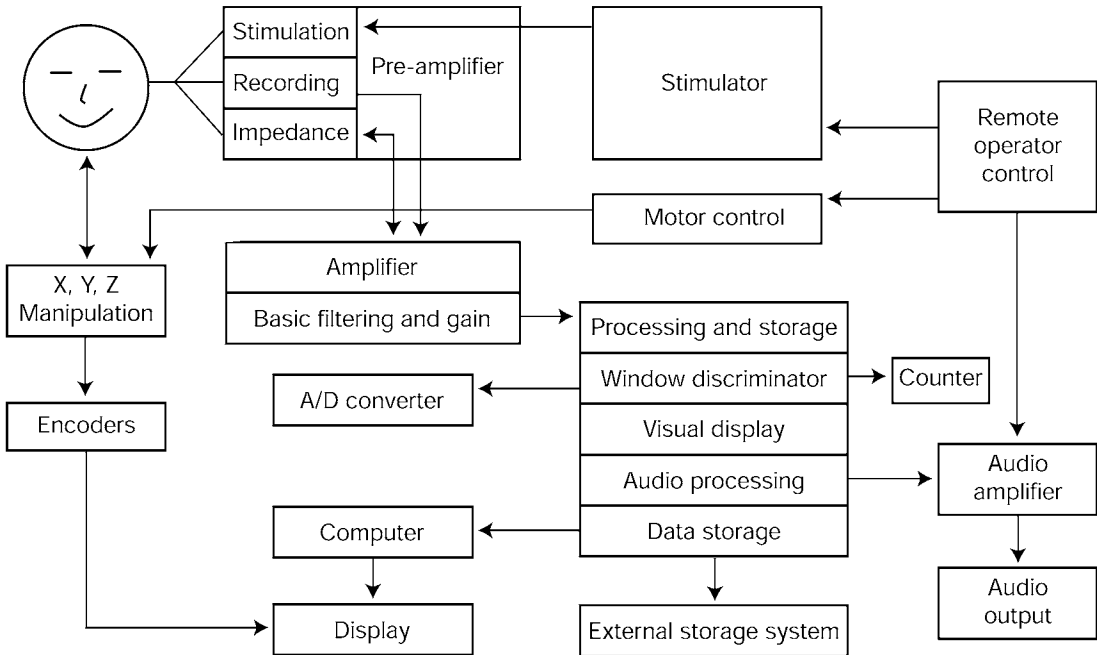 Stimulation
Recording
Impedance
Pre-amplifier
Stimulator
Remote
operator
control
Motor control
X, Y, Z
Manipulation
Amplifier
Basic filtering and gain
Processing and storage
Window discriminator
Counter
A/D converter
Encoders
Visual display
Audio processing
Audio
amplifier
Computer
Data storage
Display
External storage system
Audio
output